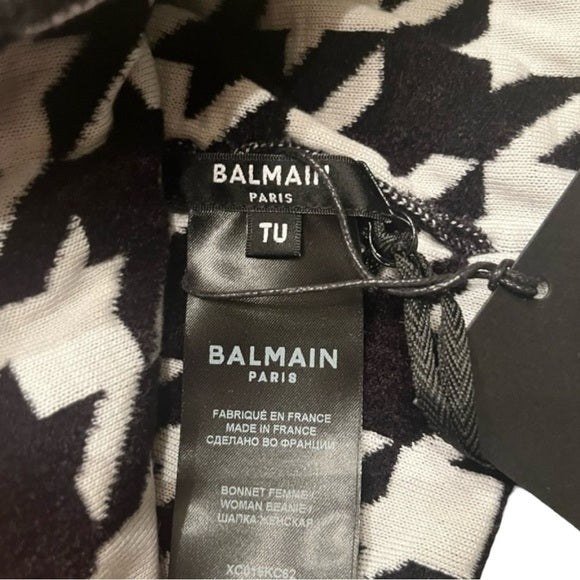 BALMAIN
PARIS
TU
BALMAIN
PARIS
FABRIQUÉ EN FRANCE
MADE IN FRANCE
СДЕЛАНО ВО ФРАНЦИИ
BONNET FEMME /
WOMAN BEANIE /
ШАПКА ЖЕНСКАЯ